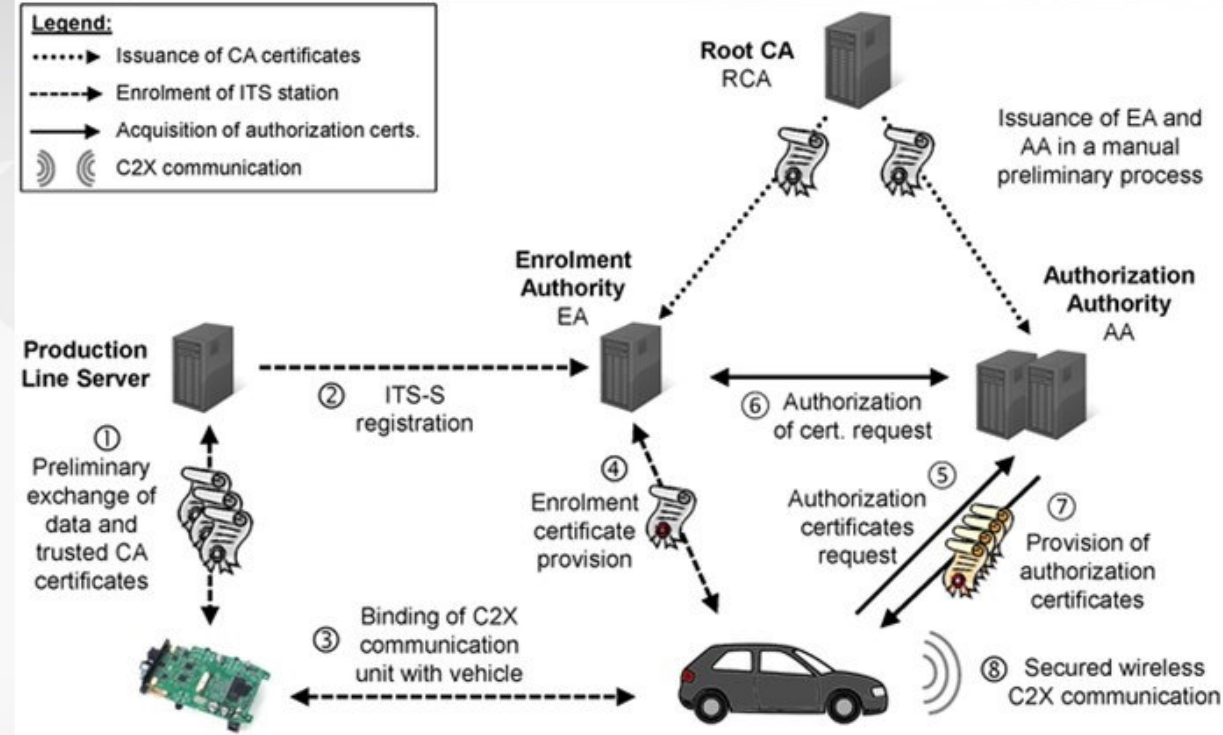 Legend:
Issuance of CA certificates
Enrolment of ITS station
Acquisition of authorization certs.
C2X communication
Root CA
RCA
Issuance of EA and
AA in a manual
preliminary process
Enrolment
Authority
EA
Authorization
Authority
AA
Production
Line Server
② ITS-S
registration
⑥ Authorization
of cert. request
①
Preliminary
exchange of
data and
trusted CA
certificates
④
Enrolment
certificate
provision
⑤
Authorization
certificates
request
⑦
Provision of
authorization
certificates
③ Binding of C2X
communication
unit with vehicle
⑧ Secured wireless
C2X communication